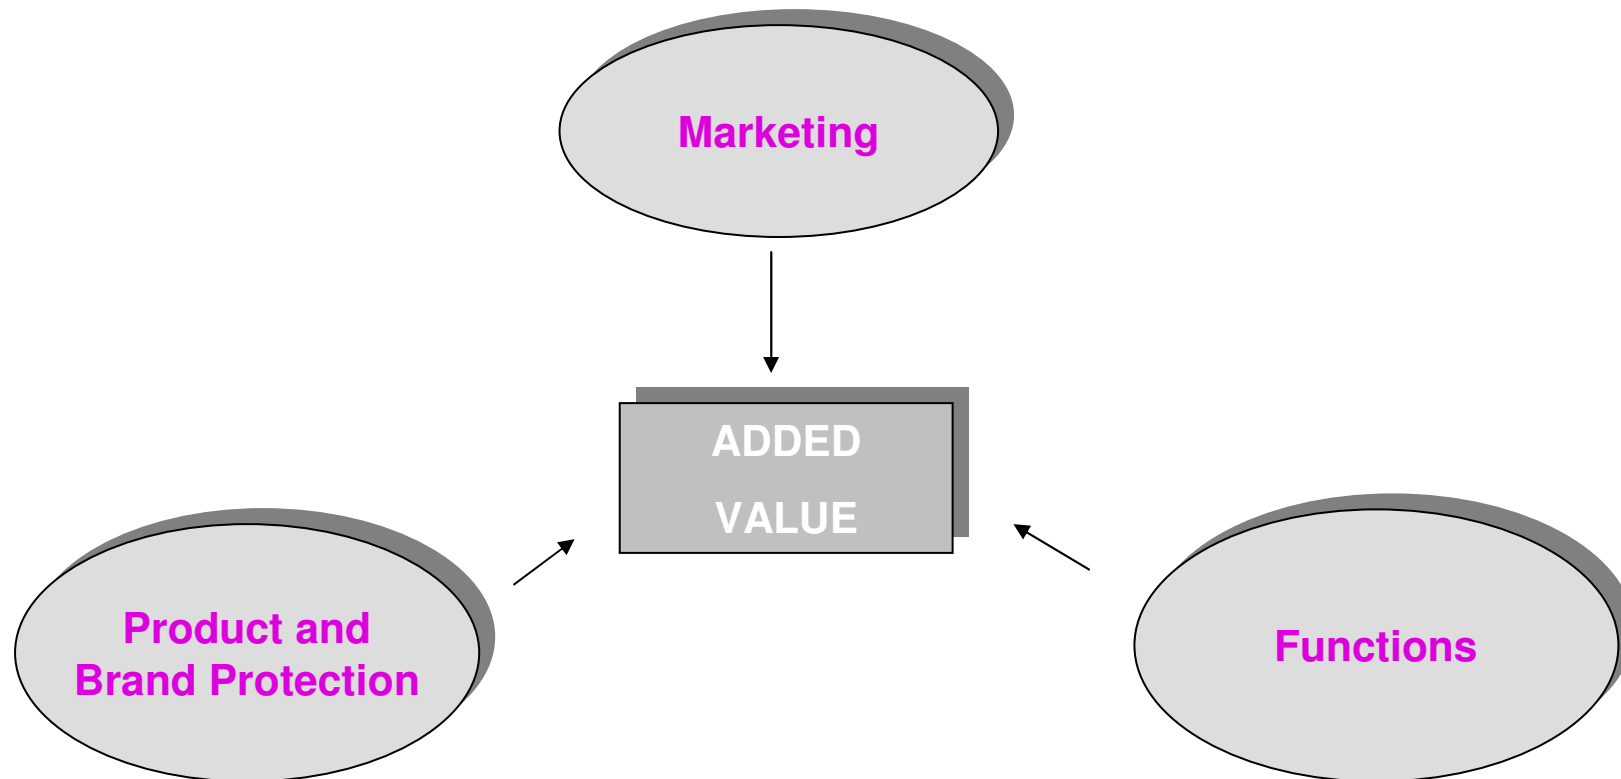 Marketing
ADDED
VALUE
Product and
Brand Protection
Functions